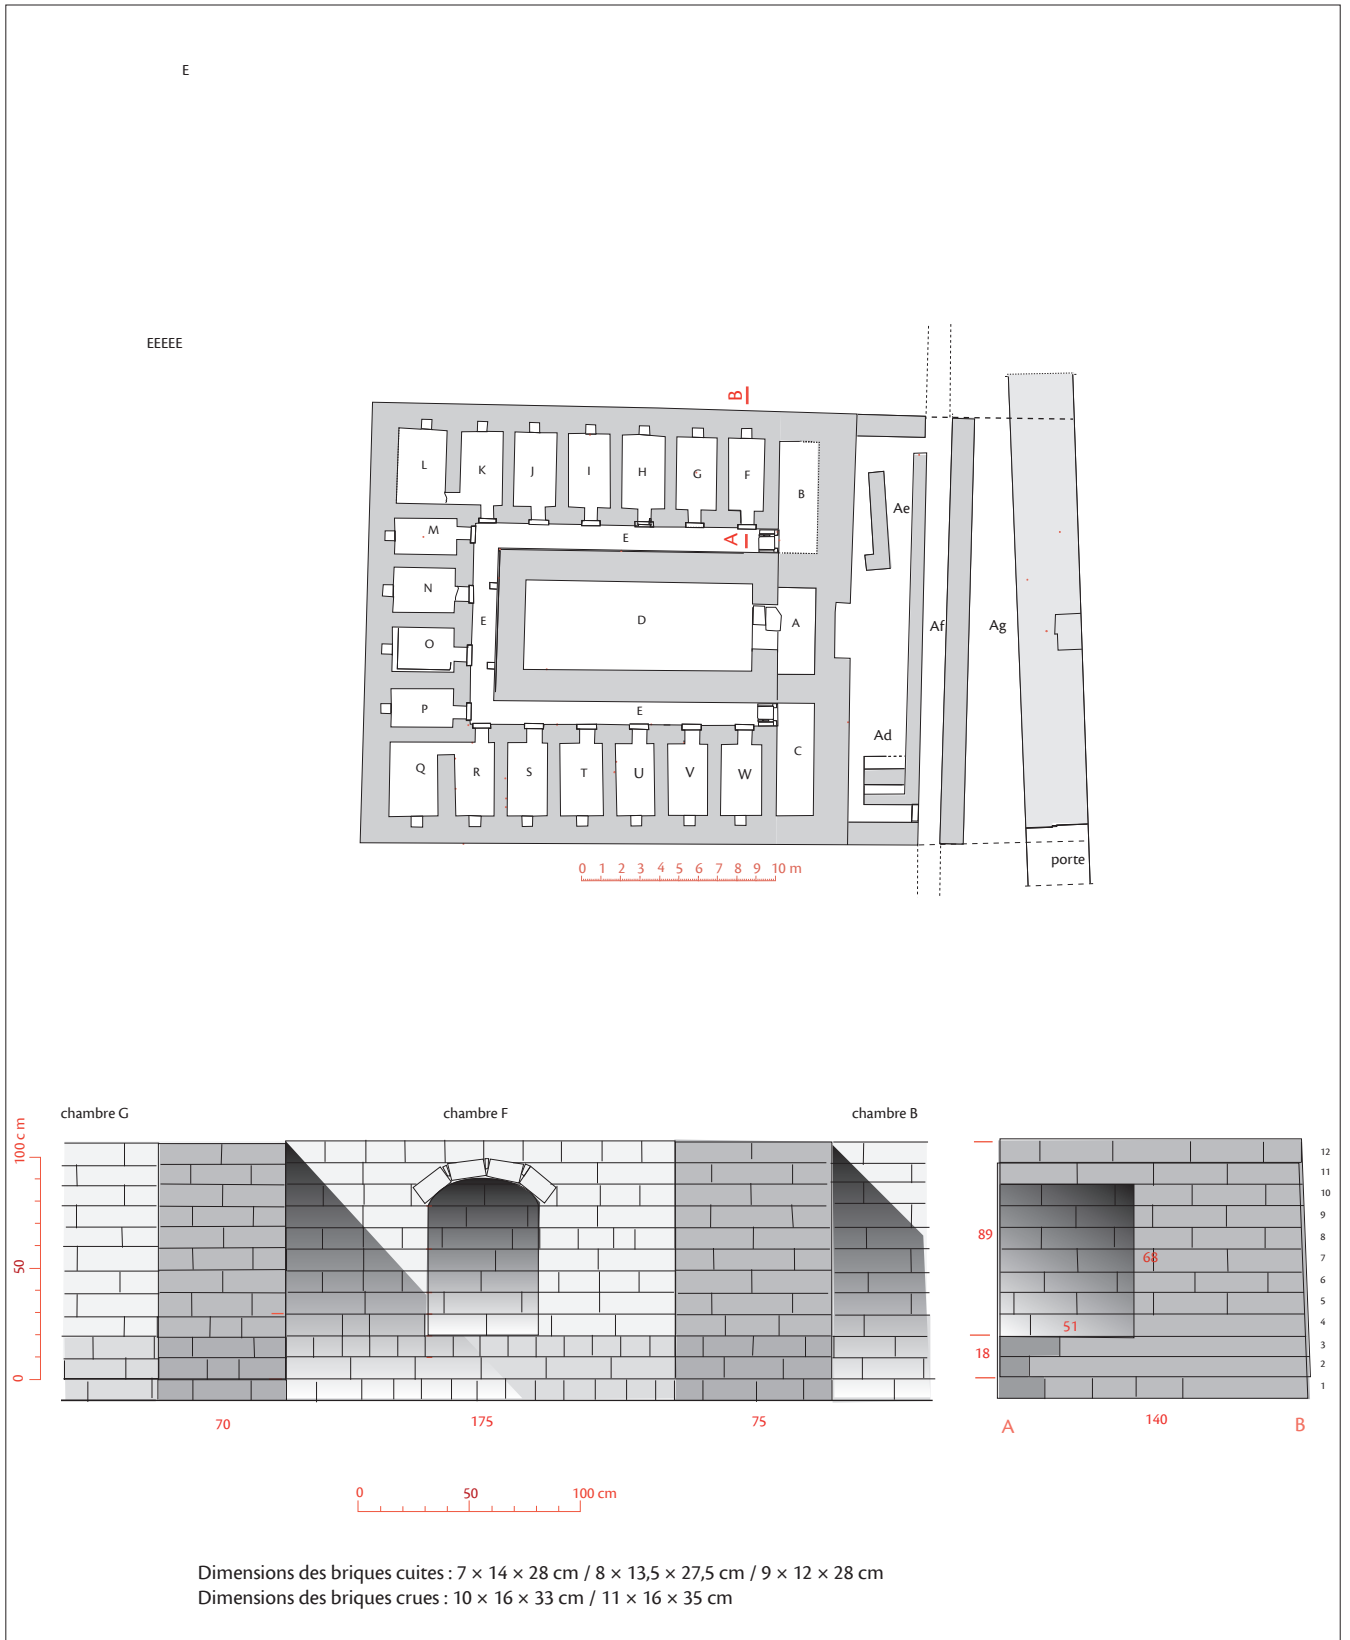 E
EEEEE
B
L
K
J
I
H
G
F
B
M
E
A
Ae
N
E
D
A
Af
Ag
O
P
E
Ad
Q
R
S
T
U
V
W
C
0 1 2 3 4 5 6 7 8 9 10 m
porte
chambre G
chambre F
chambre B
100 cm
50
0
12
11
10
9
8
7
6
5
4
3
2
1
89
68
51
18
70
175
75
A
140
B
0 50 100 cm
Dimensions des briques cuites : 7 × 14 × 28 cm / 8 × 13,5 × 27,5 cm / 9 × 12 × 28 cm
Dimensions des briques crues : 10 × 16 × 33 cm / 11 × 16 × 35 cm